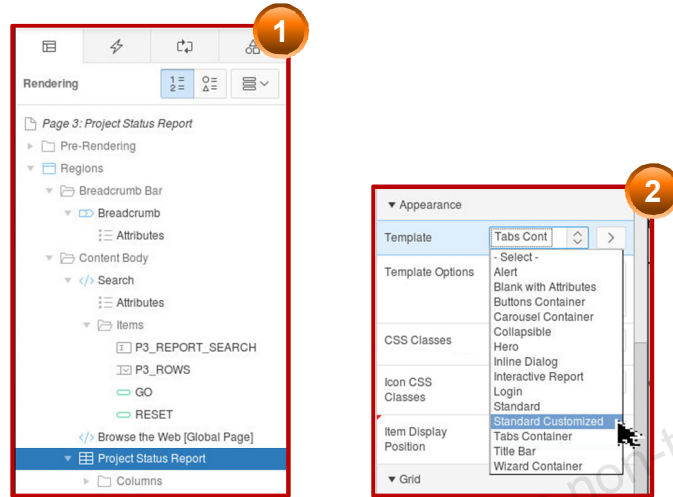 1
Rendering
Page 3: Project Status Report
Pre-Rendering
Regions
Breadcrumb Bar
Breadcrumb
Attributes
Content Body
Search
Attributes
Items
P3_REPORT_SEARCH
P3_ROWS
GO
RESET
Browse the Web [Global Page]
Project Status Report
Columns
2
Appearance
Template Tabs Cont
Template Options
CSS Classes
Icon CSS
Classes
Item Display
Position
Grid
- Select -
Alert
Blank with Attributes
Buttons Container
Carousel Container
Collapsible
Hero
Inline Dialog
Interactive Report
Login
Standard
Standard Customized
Tabs Container
Title Bar
Wizard Container
non-t